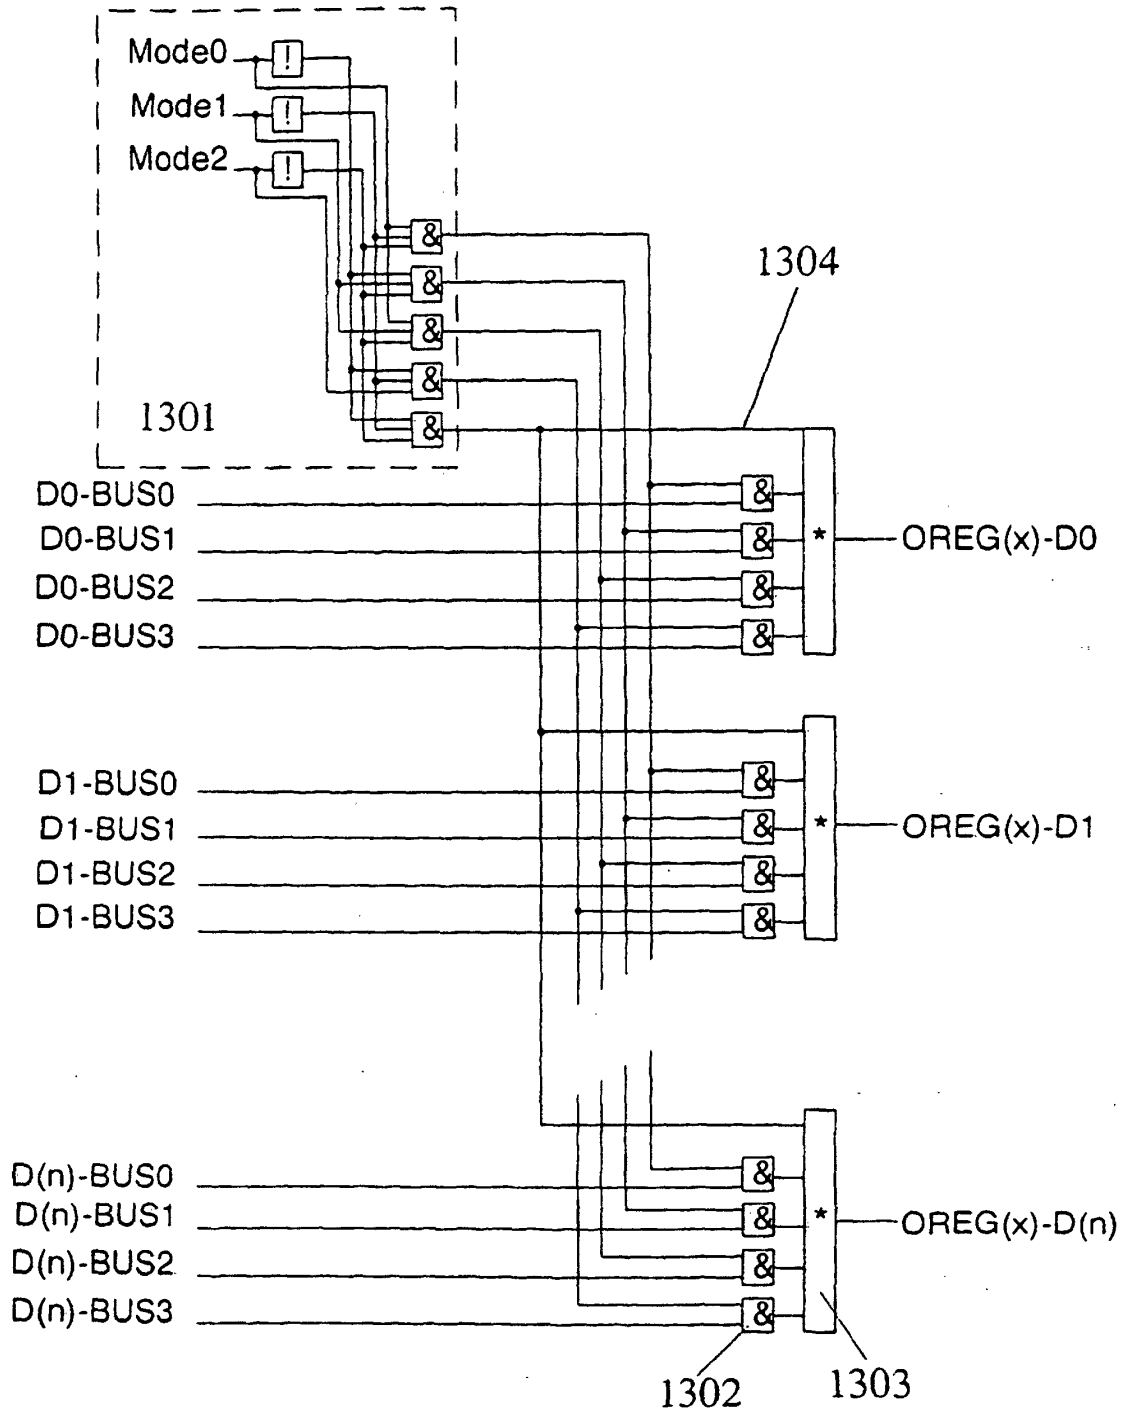 Mode0 !
Mode1 !
Mode2 !
&
&
&
&
&
1301
1304
D0-BUS0 &
D0-BUS1 & * OREG(x)-D0
D0-BUS2 &
D0-BUS3 &
D1-BUS0 &
D1-BUS1 & * OREG(x)-D1
D1-BUS2 &
D1-BUS3 &
D(n)-BUS0 &
D(n)-BUS1 & * OREG(x)-D(n)
D(n)-BUS2 &
D(n)-BUS3 &
1302
1303